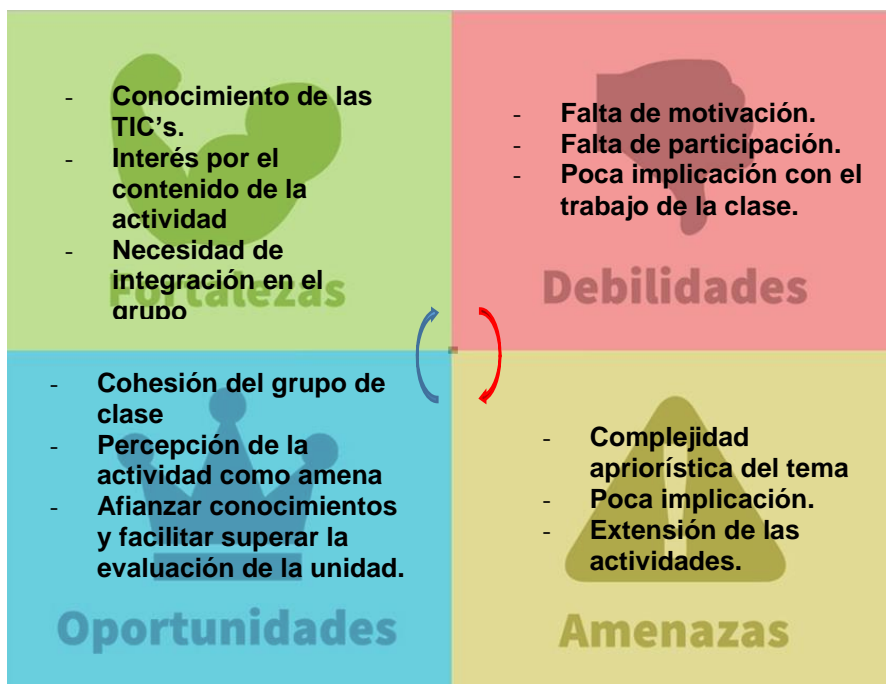 - Conocimiento de las
TIC's.
- Interés por el
contenido de la
actividad
- Necesidad de
integración en el
grupo
Fortalezas
- Falta de motivación.
- Falta de participación.
- Poca implicación con el
trabajo de la clase.
Debilidades
- Cohesión del grupo de
clase
- Percepción de la
actividad como amena
- Afianzar conocimientos
y facilitar superar la
evaluación de la unidad.
Oportunidades
- Complejidad
apriorística del tema
- Poca implicación.
- Extensión de las
actividades.
Amenazas